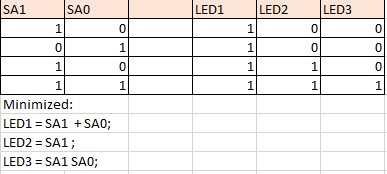 SA1 SA0 LED1 LED2 LED3
1 0 1 0 0
0 1 1 0 0
1 0 1 1 0
1 1 1 1 1
Minimized:
LED1 = SA1 + SA0;
LED2 = SA1 ;
LED3 = SA1 SA0;